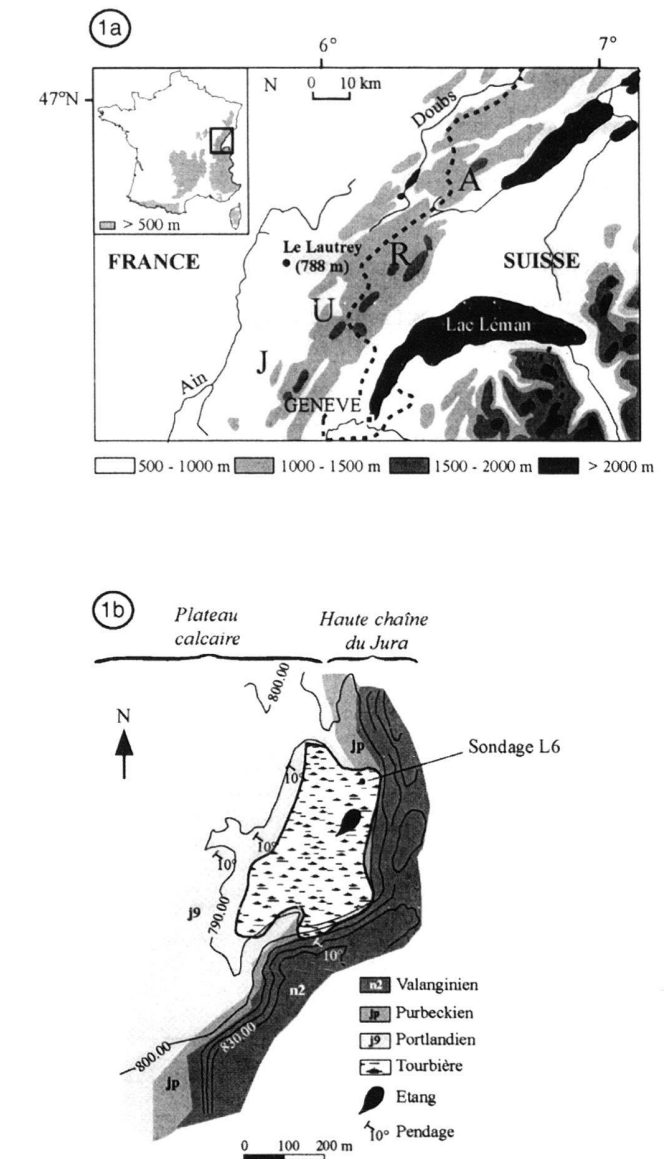 1a
6°
7°
47°N
N
0 10 km
Doubs
> 500 m
A
R
U
J
Le Lautrey
(788 m)
FRANCE
SUISSE
Lac Léman
Ain
GENEVE
500 - 1000 m 1000 - 1500 m 1500 - 2000 m > 2000 m
1b
Plateau
calcaire
Haute chaîne
du Jura
800.00
N
jp
Sondage L6
10°
10°
10°
j9
790.00
10°
n2
830.00
800.00
jp
n2 Valanginien
jp Purbeckien
j9 Portlandien
Tourbière
Etang
10° Pendage
0 100 200 m